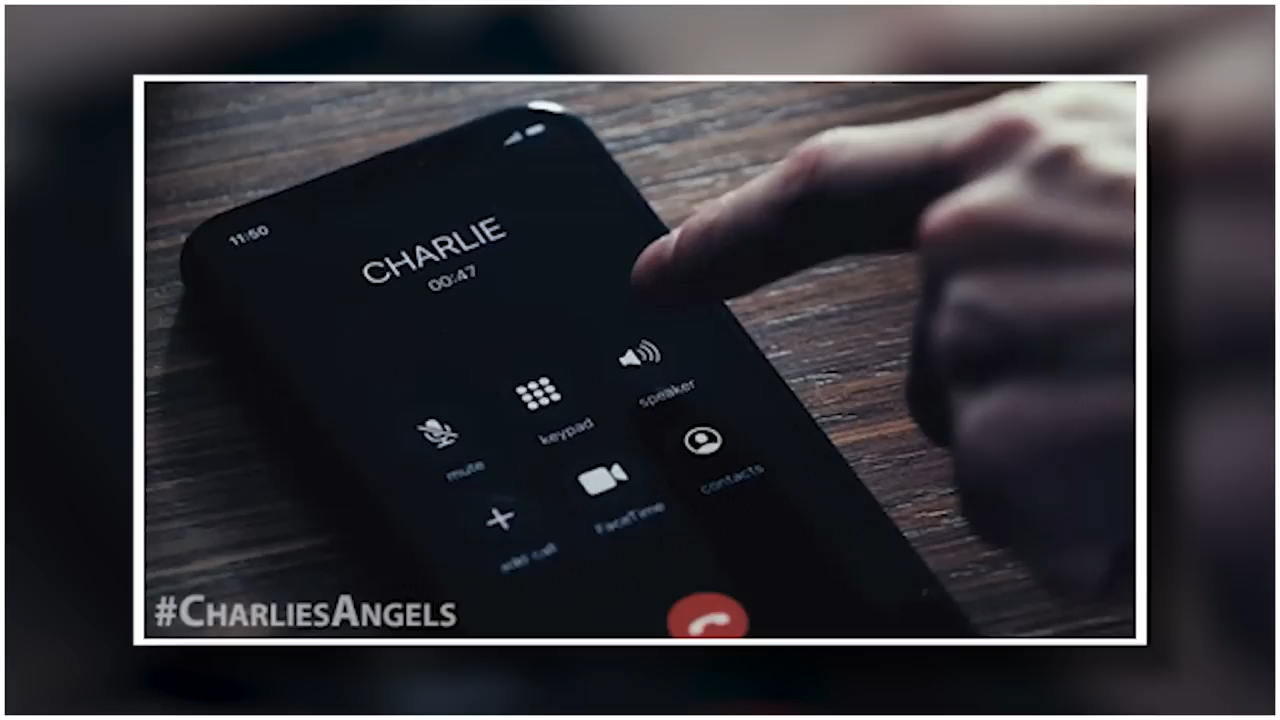 11:50
CHARLIE
00:47
mute
keypad
speaker
add call
FaceTime
contacts
#CHARLIESANGELS